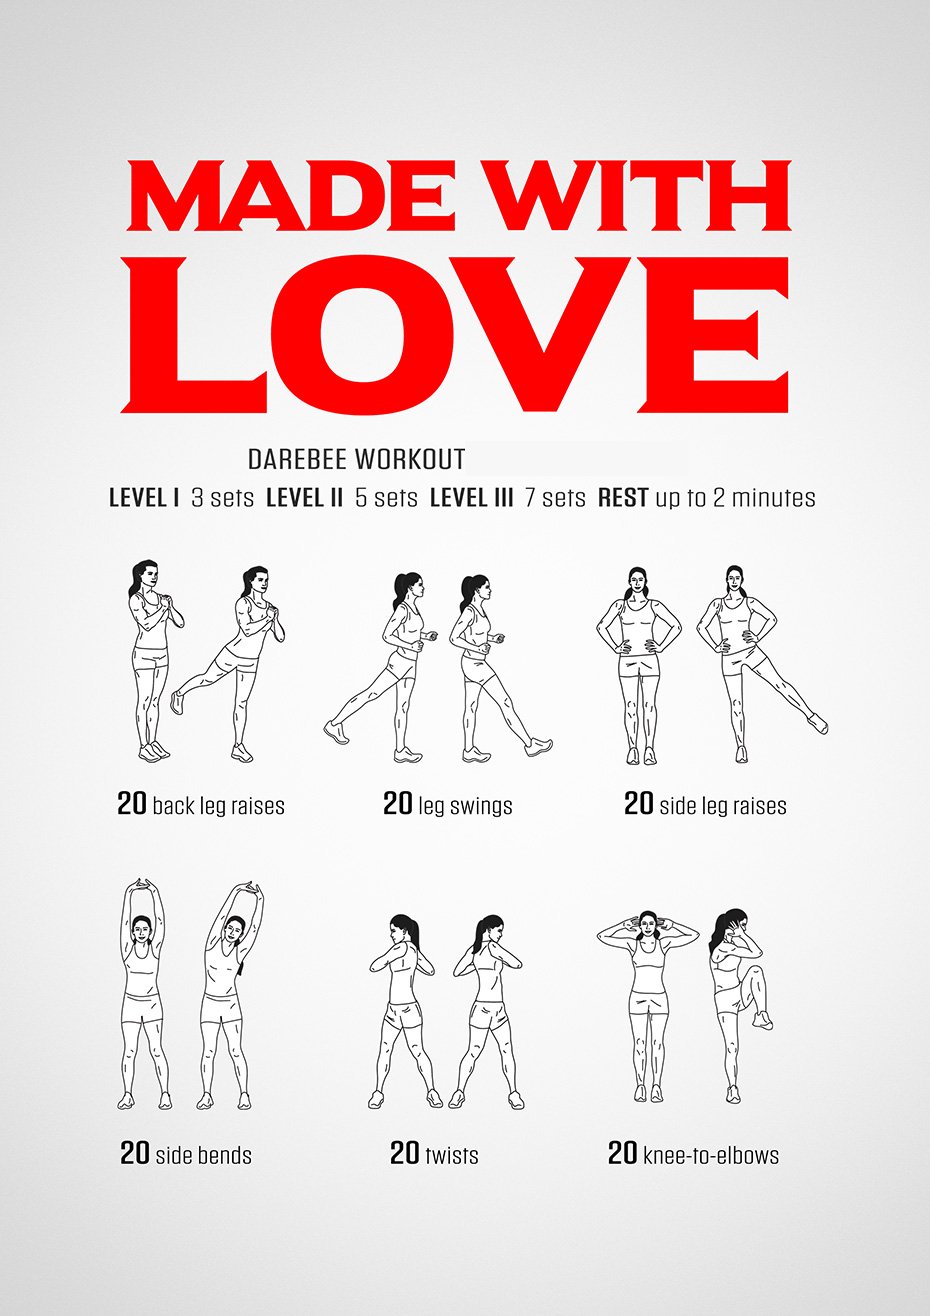 MADE WITH
LOVE
DAREBEE WORKOUT
LEVEL I 3 sets LEVEL II 5 sets LEVEL III 7 sets REST up to 2 minutes
20 back leg raises
20 leg swings
20 side leg raises
20 side bends
20 twists
20 knee-to-elbows